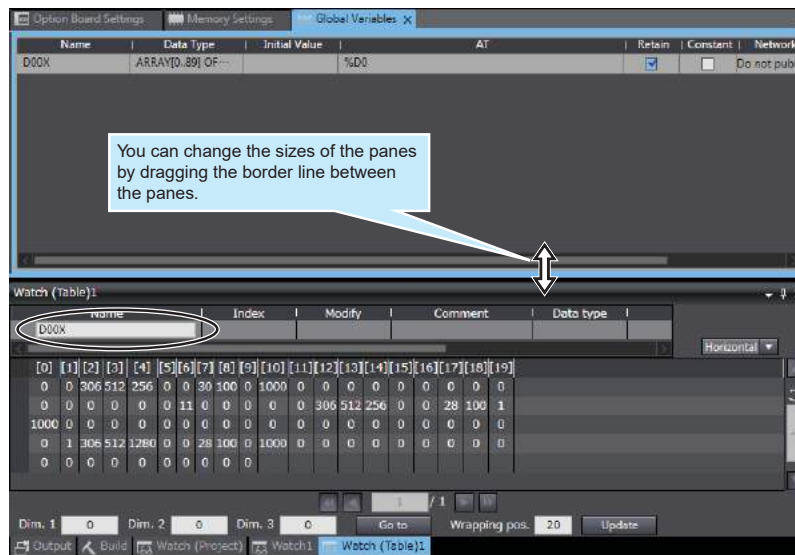 Option Board Settings Memory Settings Global Variables X
Name Data Type Initial Value AT Retain Constant Network
D00X ARRAY[0..89] OF··· %D0 Do not pub
You can change the sizes of the panes
by dragging the border line between
the panes.
Watch (Table)1
Name Index Modify Comment Data type
D00X
Horizontal
[0] [1] [2] [3] [4] [5] [6] [7] [8] [9] [10] [11] [12] [13] [14] [15] [16] [17] [18] [19]
0 0 306 512 256 0 0 30 100 0 1000 0 0 0 0 0 0 0 0 0
0 0 0 0 0 0 11 0 0 0 0 0 306 512 256 0 0 28 100 1
1000 0 0 0 0 0 0 0 0 0 0 0 0 0 0 0 0 0 0 0
0 1 306 512 1280 0 0 28 100 0 1000 0 0 0 0 0 0 0 0 0
0 0 0 0 0 0 0 0 0 0
1 / 1
Dim. 1 0 Dim. 2 0 Dim. 3 0 Go to Wrapping pos. 20 Update
Output Build Watch (Project) Watch1 Watch (Table)1